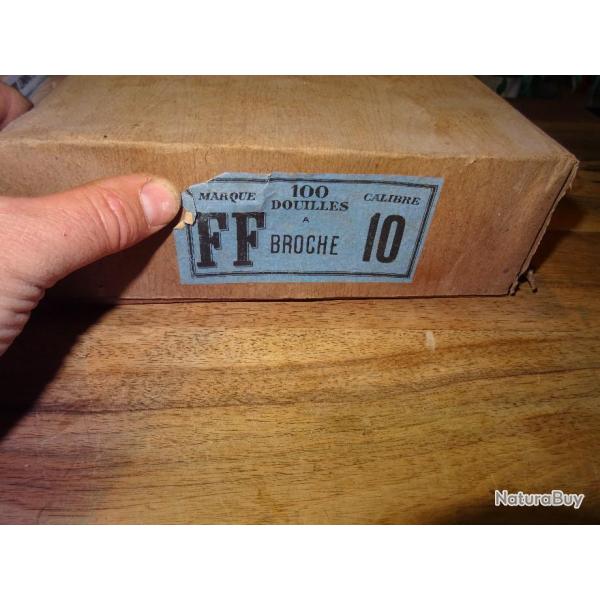 MARQUE 100 CALIBRE
DOUILLES
A
FF BROCHE 10
NaturaBuy